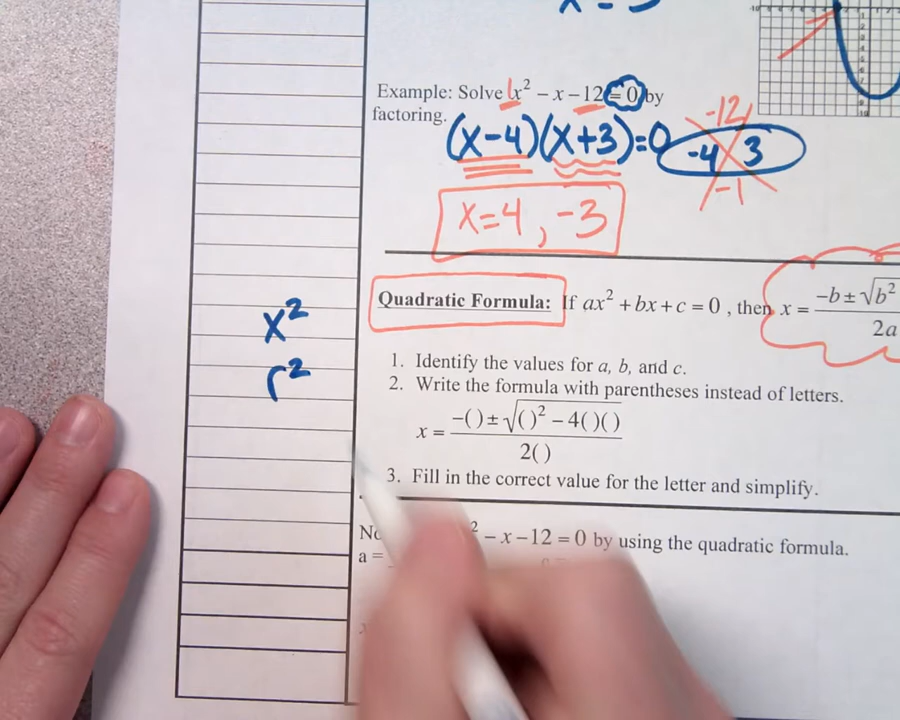 Example: Solve 1x² − x − 12 = 0 by
factoring.
(x−4)(x+3)=0
-12
-4 3
-1
x=4, -3
Quadratic Formula: If ax² + bx + c = 0 , then x = −b ± √b²
2a
x²
r²
1. Identify the values for a, b, and c.
2. Write the formula with parentheses instead of letters.
x = −() ± √()² − 4()()
2()
3. Fill in the correct value for the letter and simplify.
² − x − 12 = 0 by using the quadratic formula.
a =